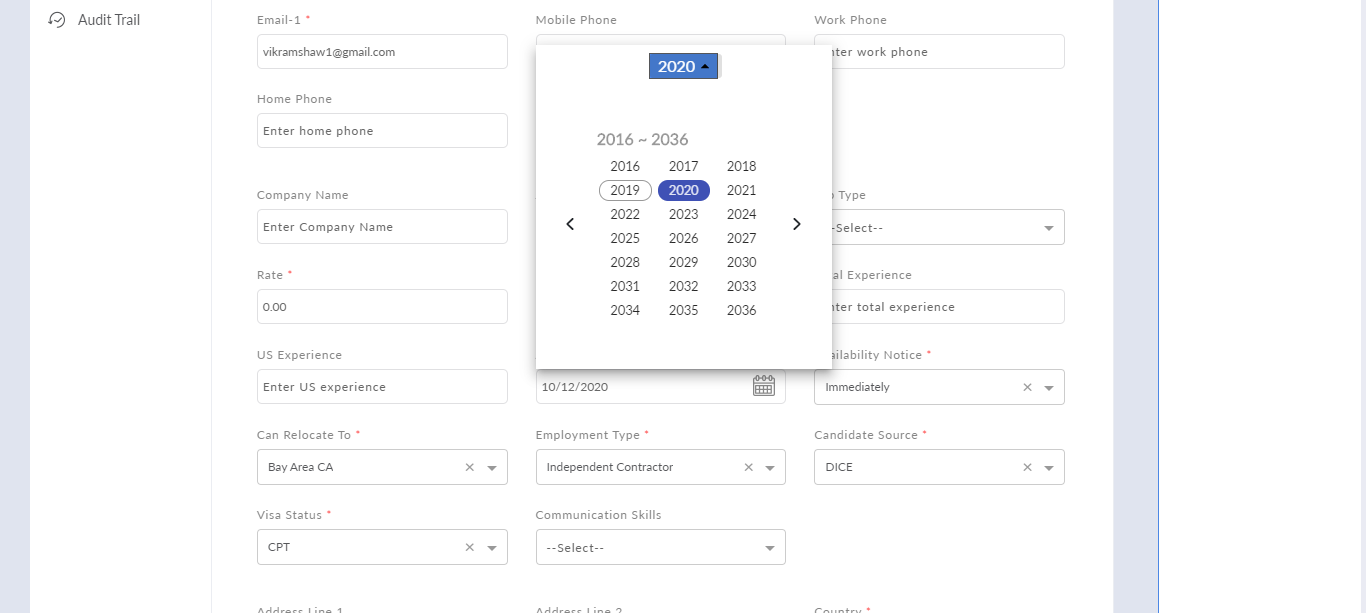 Audit Trail
Email-1 *
Mobile Phone
Work Phone
vikramshaw1@gmail.com
work phone
2020
Home Phone
Enter home phone
2016 ~ 2036
2016 2017 2018
2019 2020 2021
2022 2023 2024
2025 2026 2027
2028 2029 2030
2031 2032 2033
2034 2035 2036
Company Name
Type
Enter Company Name
-Select--
Rate *
Experience
0.00
total experience
US Experience
Notice *
Enter US experience
10/12/2020
Immediately
Can Relocate To *
Employment Type *
Candidate Source *
Bay Area CA
Independent Contractor
DICE
Visa Status *
Communication Skills
CPT
--Select--
Address Line 1
Address Line 2
Country *